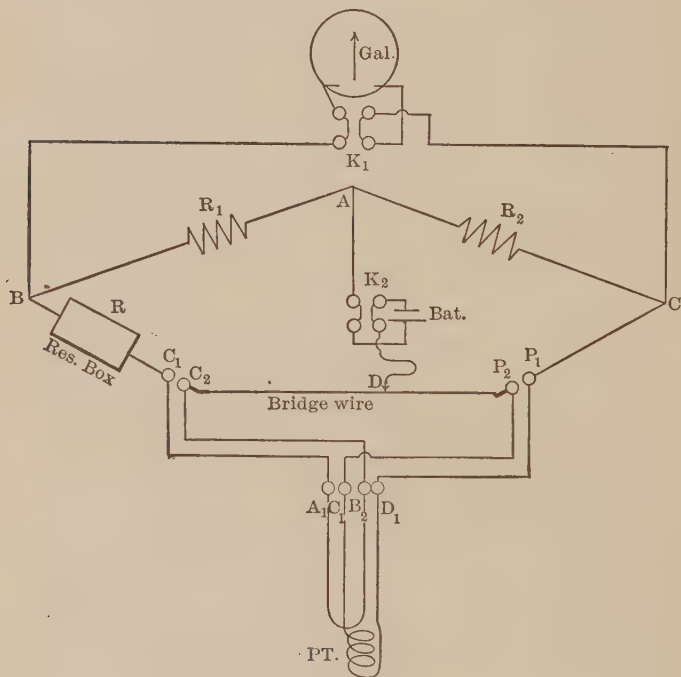 Gal.
K1
A
R1
R2
B
C
K2
Bat.
R
Res. Box
C1
C2
D
P2
P1
Bridge wire
A1 C1 B2 D1
PT.